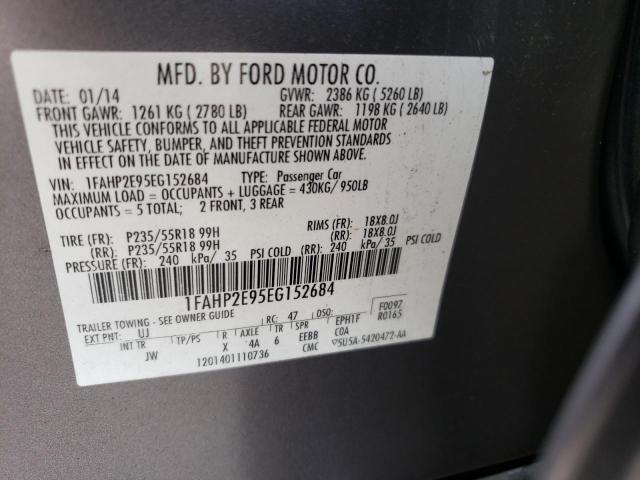 MFD. BY FORD MOTOR CO.
DATE: 01/14 GVWR: 2386 KG (5260 LB)
FRONT GAWR: 1261 KG (2780 LB) REAR GAWR: 1198 KG (2640 LB)
THIS VEHICLE CONFORMS TO ALL APPLICABLE FEDERAL MOTOR
VEHICLE SAFETY, BUMPER, AND THEFT PREVENTION STANDARDS
IN EFFECT ON THE DATE OF MANUFACTURE SHOWN ABOVE.
VIN: 1FAHP2E95EG152684 TYPE: Passenger Car
MAXIMUM LOAD = OCCUPANTS + LUGGAGE = 430KG/950LB
OCCUPANTS = 5 TOTAL; 2 FRONT, 3 REAR
TIRE (FR): P235/55R18 99H RIMS (FR): 18X8.0J
(RR): P235/55R18 99H (RR): 18X8.0J
PRESSURE (FR): 240 kPa/ 35 PSI COLD (RR): 240 kPa/ 35 PSI COLD
1FAHP2E95EG152684
TRAILER TOWING - SEE OWNER GUIDE F0097
EXT PNT: UJ RC: 47 DSO: R0165
INT TR TP/PS R AXLE TR SPR EPH1F
JW X 4A 6 EEBB COA
1201401110736 CMC ▽5U5A-5420472-AA